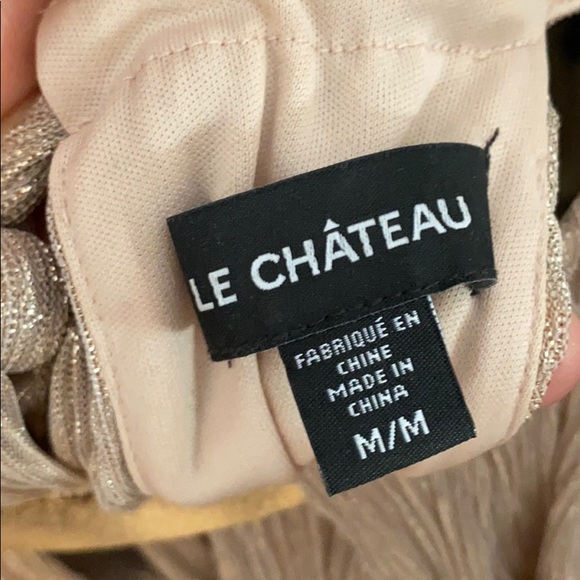 LE CHÂTEAU
FABRIQUÉ EN
CHINE
MADE IN
CHINA
M/M